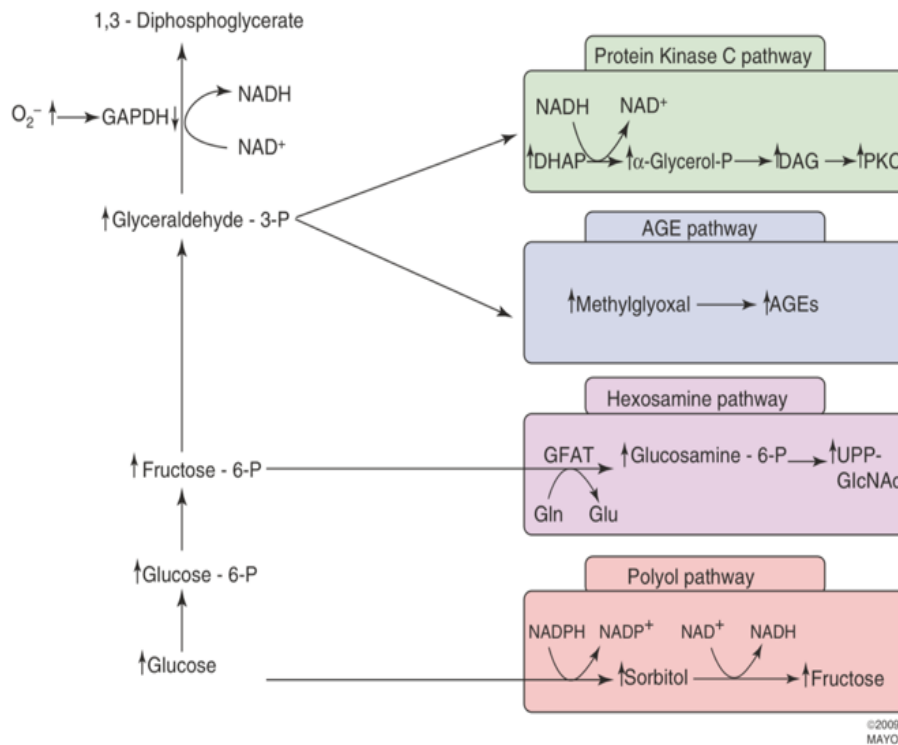 1,3 - Diphosphoglycerate
O₂⁻ ↑ → GAPDH↓
NADH
NAD⁺
↑Glyceraldehyde - 3-P
↑Fructose - 6-P
↑Glucose - 6-P
↑Glucose
Protein Kinase C pathway
NADH NAD⁺
↑DHAP → ↑α-Glycerol-P → ↑DAG → ↑PKC
AGE pathway
↑Methylglyoxal → ↑AGEs
Hexosamine pathway
GFAT ↑Glucosamine - 6-P → ↑UPP-
GlcNAc
Gln Glu
Polyol pathway
NADPH NADP⁺ NAD⁺ NADH
↑Sorbitol → ↑Fructose
©2009
MAYO